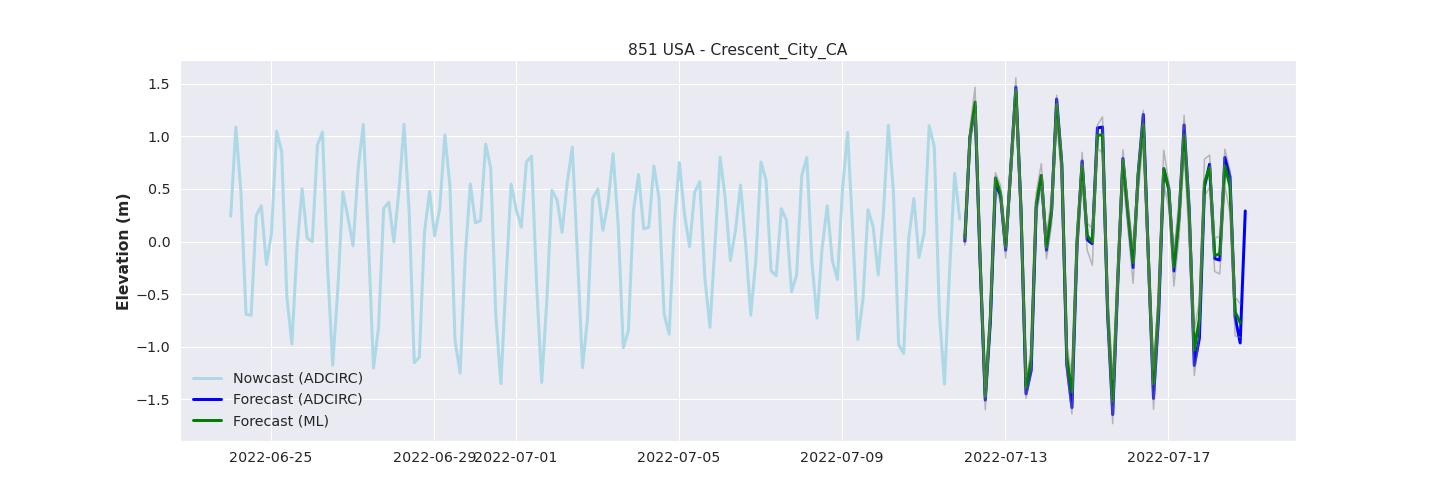 851 USA - Crescent_City_CA
Elevation (m)
1.5
1.0
0.5
0.0
−0.5
−1.0
−1.5
Nowcast (ADCIRC)
Forecast (ADCIRC)
Forecast (ML)
2022-06-25
2022-06-29
2022-07-01
2022-07-05
2022-07-09
2022-07-13
2022-07-17